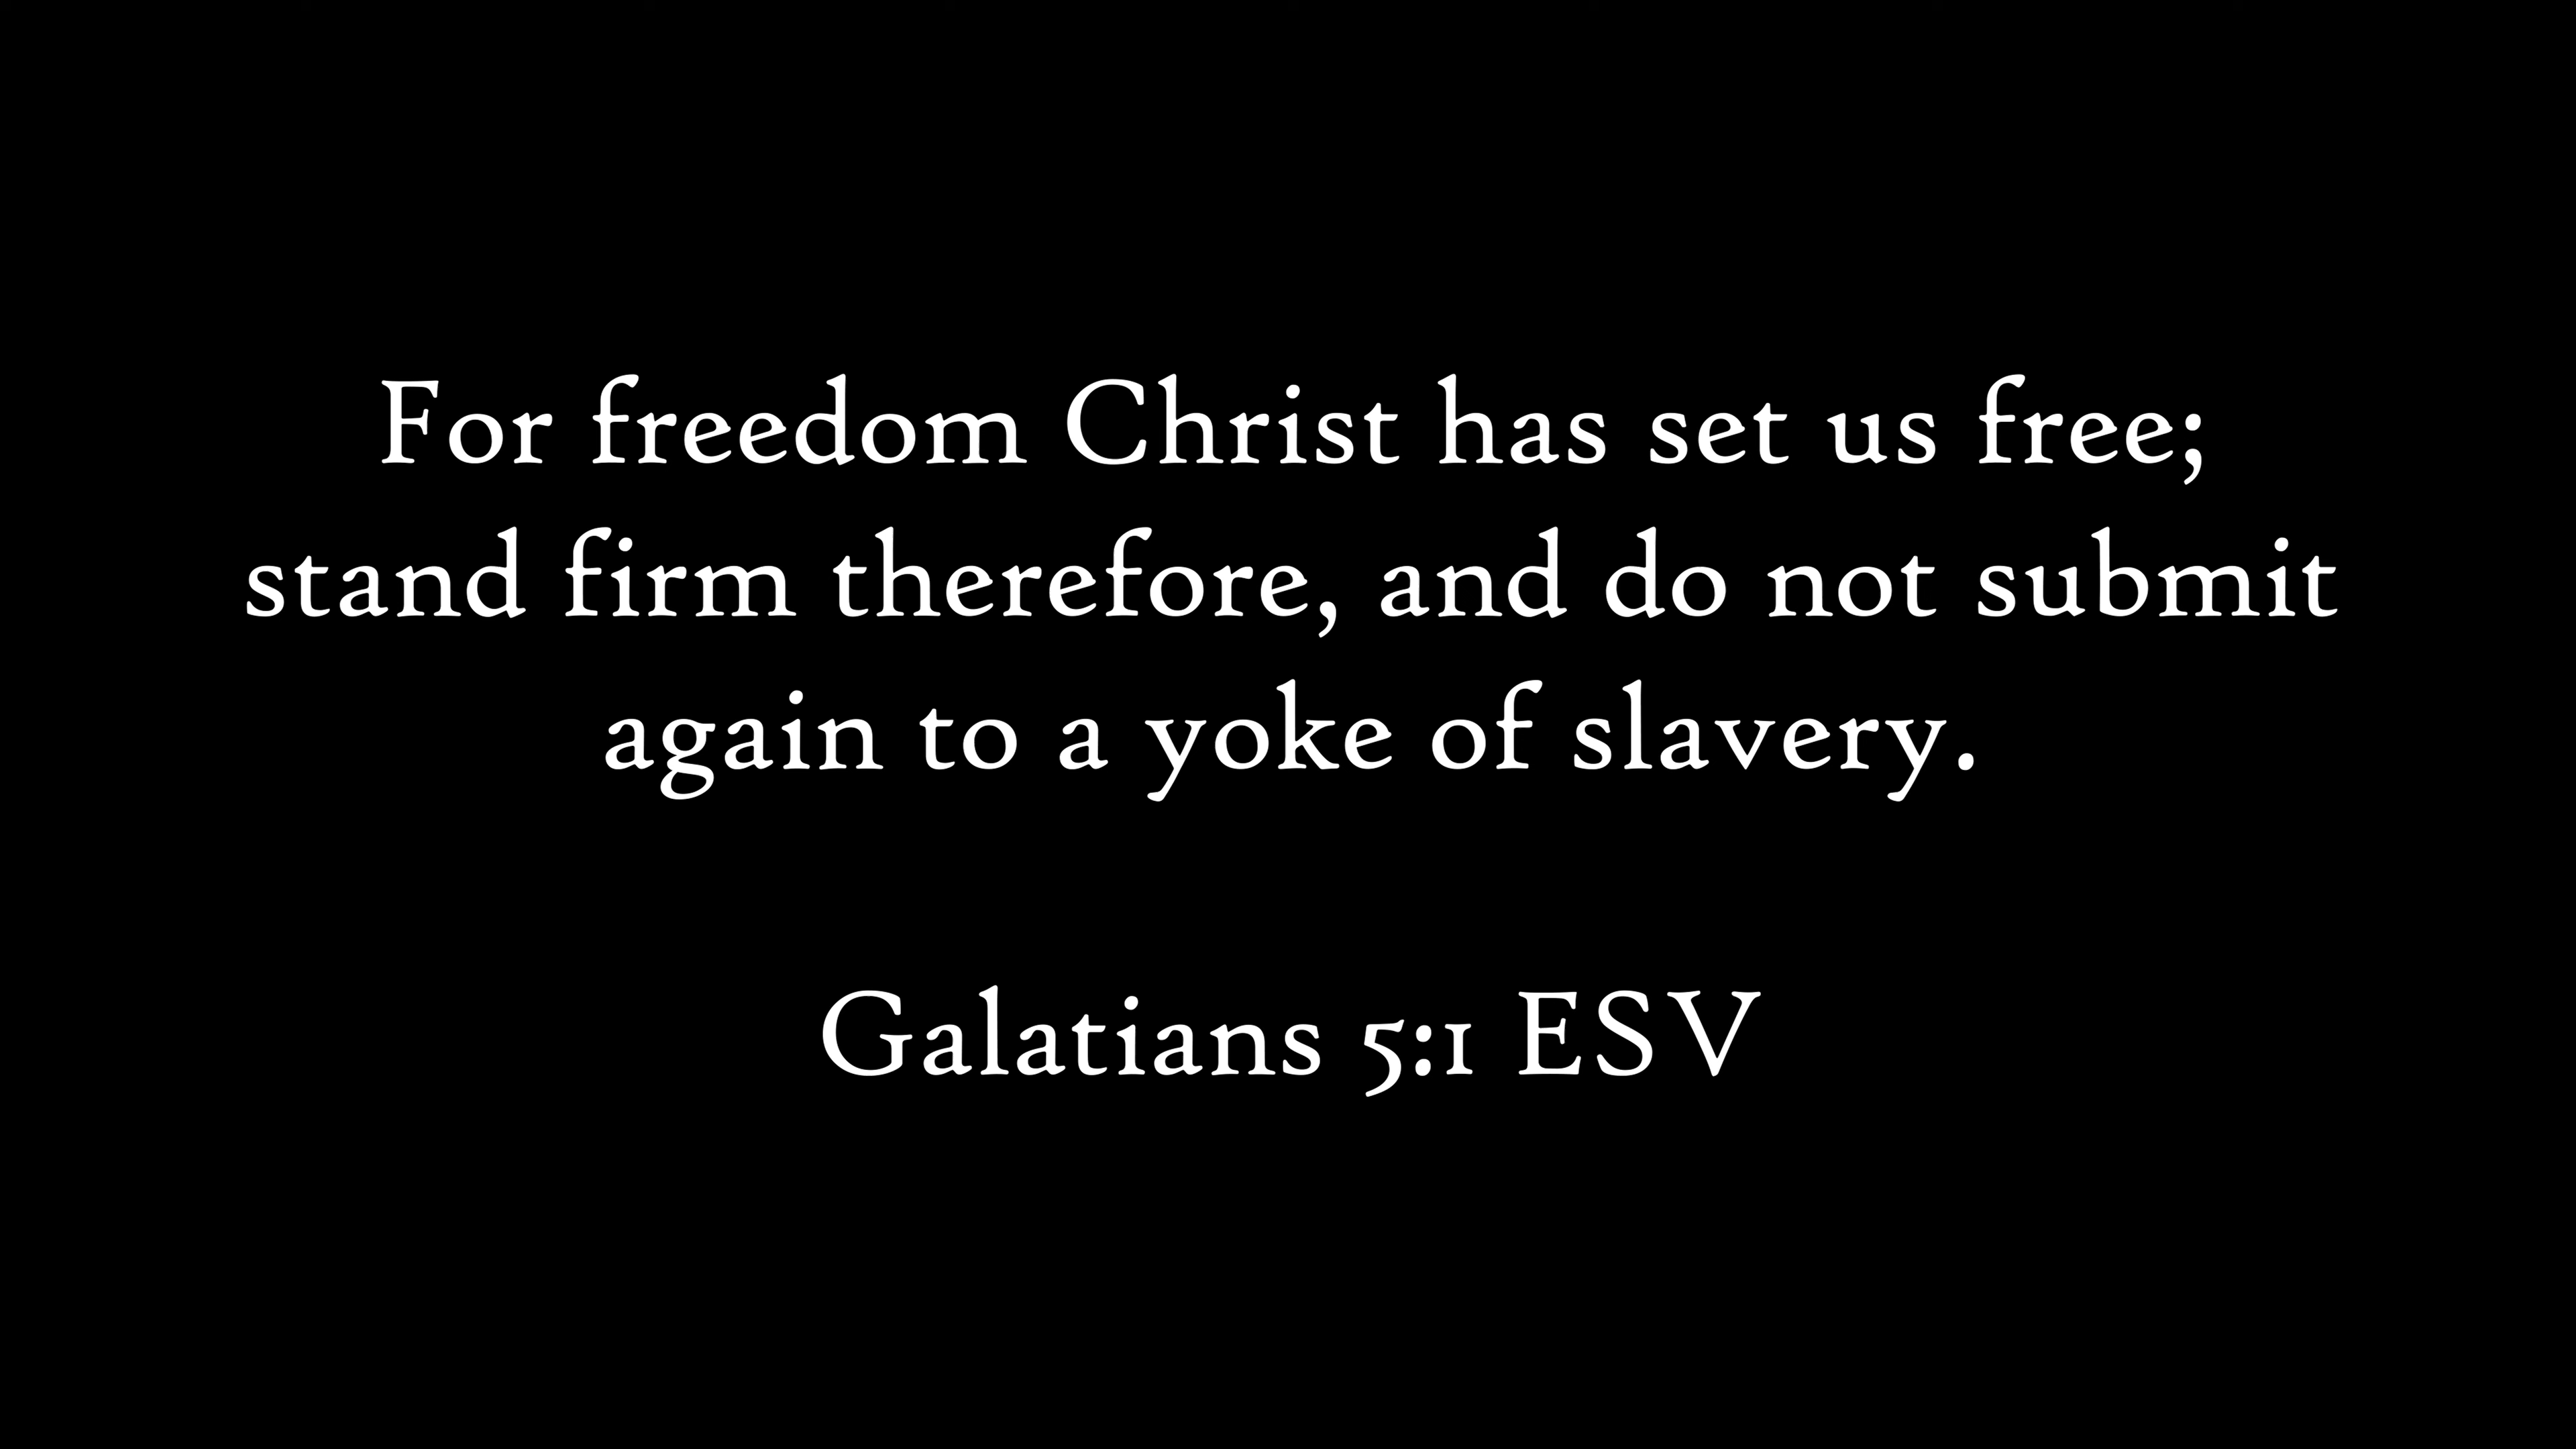 For freedom Christ has set us free;
stand firm therefore, and do not submit
again to a yoke of slavery.
Galatians 5:1 ESV